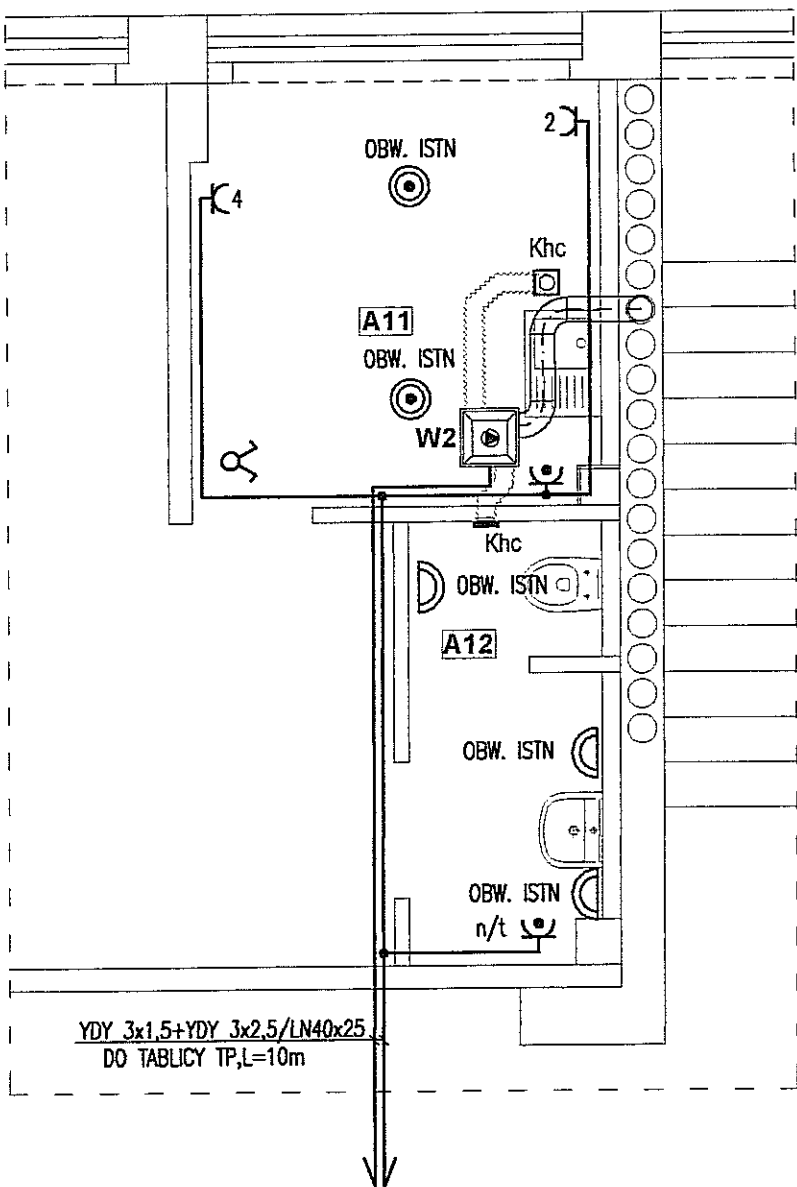 2
OBW. ISTN
4
Khc
A11
OBW. ISTN
W2
Khc
OBW. ISTN
A12
OBW. ISTN
OBW. ISTN
n/t
YDY 3x1,5+YDY 3x2,5/LN40x25
DO TABLICY TP,L=10m